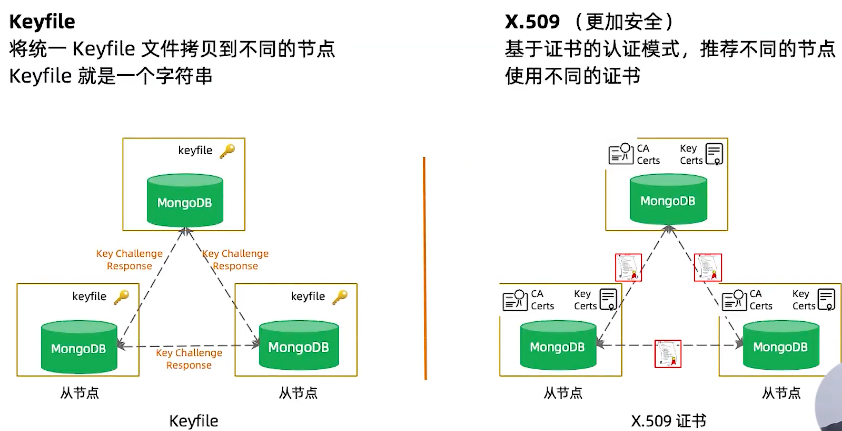 Keyfile
将统一 Keyfile 文件拷贝到不同的节点
Keyfile 就是一个字符串
keyfile
MongoDB
Key Challenge
Response
Key Challenge
Response
keyfile
MongoDB
keyfile
MongoDB
Key Challenge
Response
从节点
从节点
Keyfile
X.509 （更加安全）
基于证书的认证模式，推荐不同的节点
使用不同的证书
CA
Certs
Key
Certs
MongoDB
CA
Certs
Key
Certs
MongoDB
CA
Certs
Key
Certs
MongoDB
从节点
从节点
X.509 证书